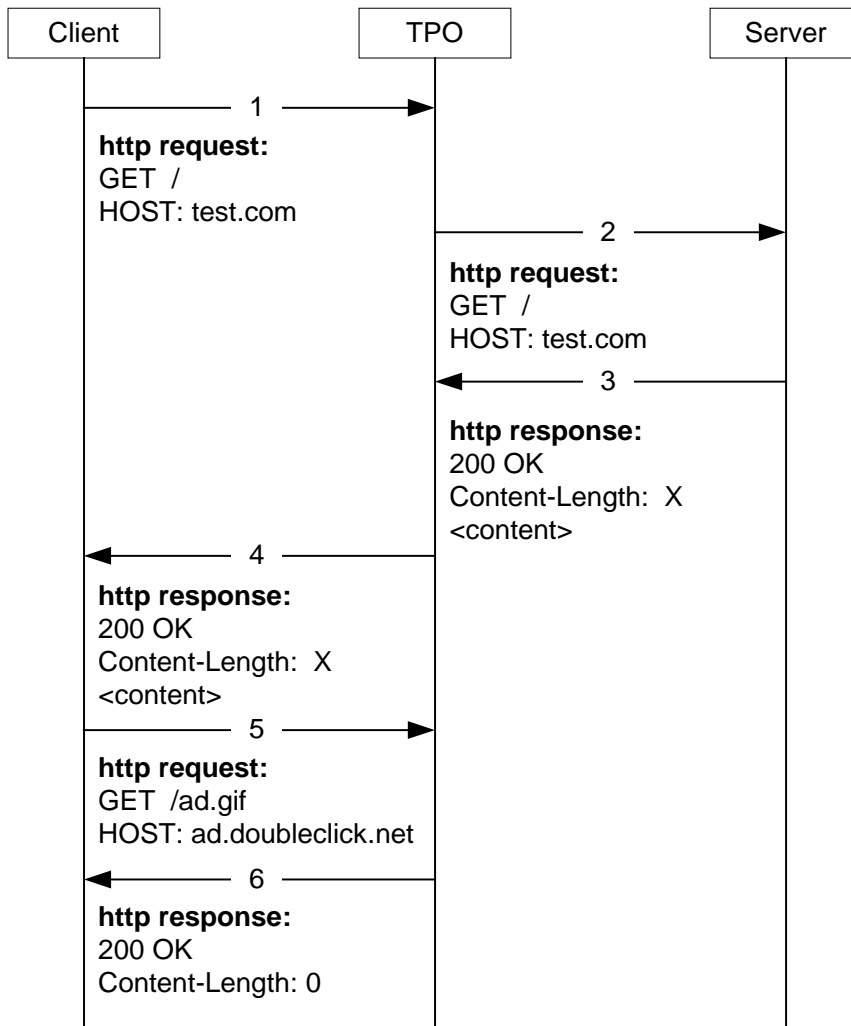 Client
TPO
Server
1
http request:
GET /
HOST: test.com
2
http request:
GET /
HOST: test.com
3
http response:
200 OK
Content-Length: X
<content>
4
http response:
200 OK
Content-Length: X
<content>
5
http request:
GET /ad.gif
HOST: ad.doubleclick.net
6
http response:
200 OK
Content-Length: 0